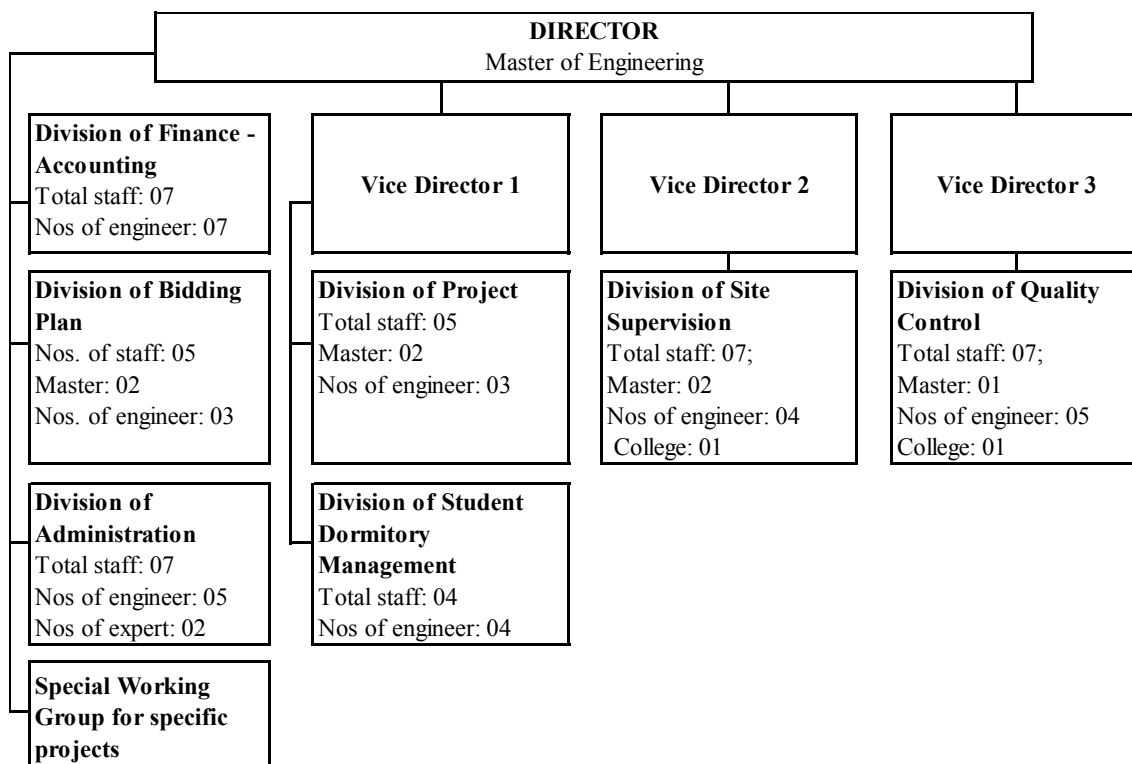 DIRECTOR
Master of Engineering
Division of Finance -
Accounting
Total staff: 07
Nos of engineer: 07
Vice Director 1
Vice Director 2
Vice Director 3
Division of Bidding
Plan
Nos. of staff: 05
Master: 02
Nos. of engineer: 03
Division of Project
Total staff: 05
Master: 02
Nos of engineer: 03
Division of Site
Supervision
Total staff: 07;
Master: 02
Nos of engineer: 04
College: 01
Division of Quality
Control
Total staff: 07;
Master: 01
Nos of engineer: 05
College: 01
Division of
Administration
Total staff: 07
Nos of engineer: 05
Nos of expert: 02
Division of Student
Dormitory
Management
Total staff: 04
Nos of engineer: 04
Special Working
Group for specific
projects